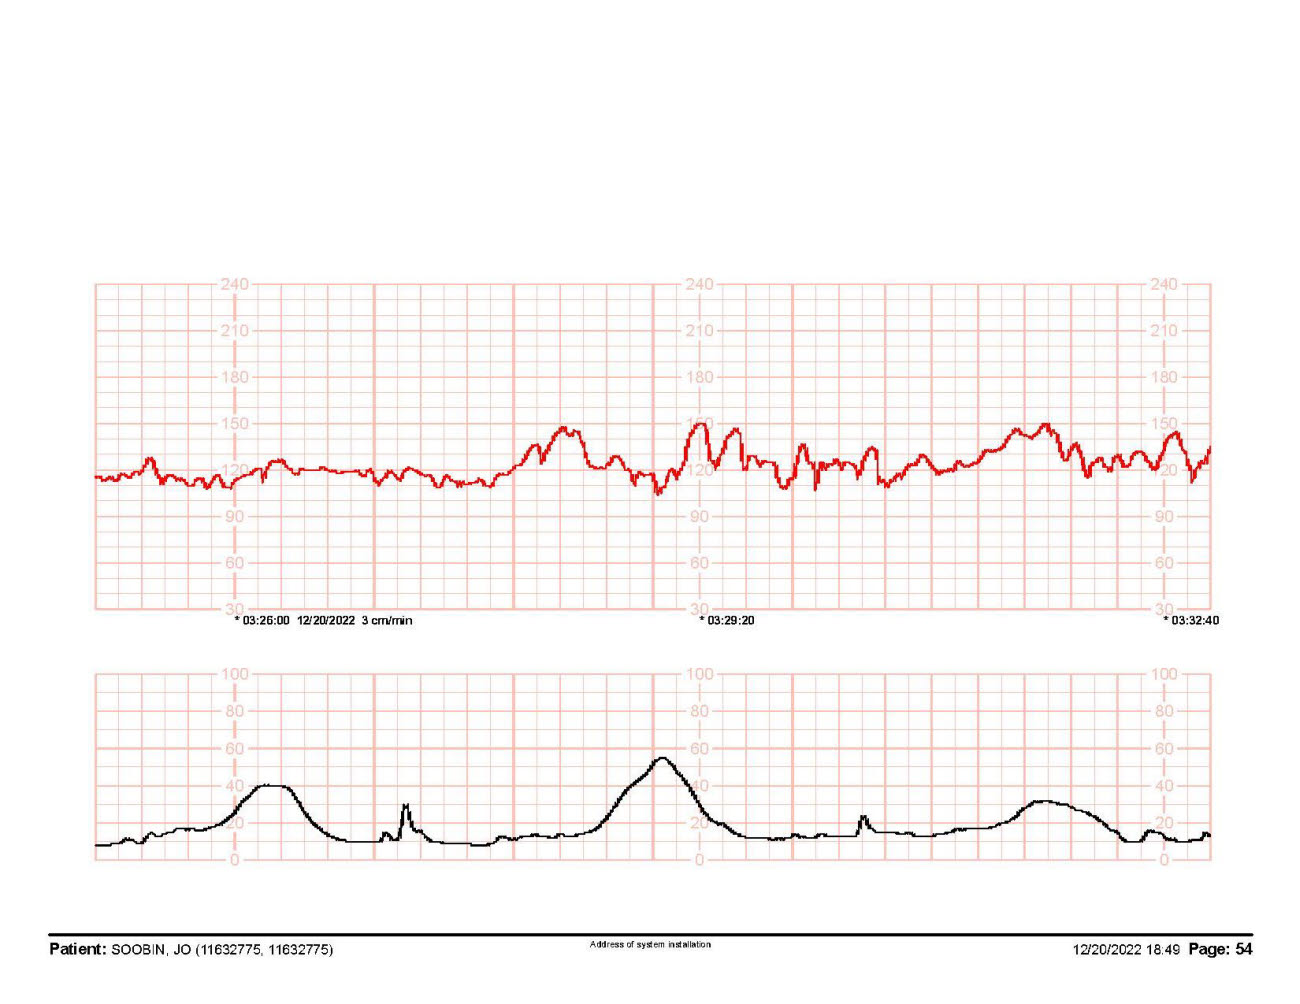 240 240 240
210 210 210
180 180 180
150 150 150
120 120 120
90 90 90
60 60 60
30 30 30
* 03:26:00 12/20/2022 3 cm/min * 03:29:20 * 03:32:40
100 100 100
80 80 80
60 60 60
40 40 40
20 20 20
0 0 0
Patient: SOOBIN, JO (11632775, 11632775) Address of system installation 12/20/2022 18:49 Page: 54